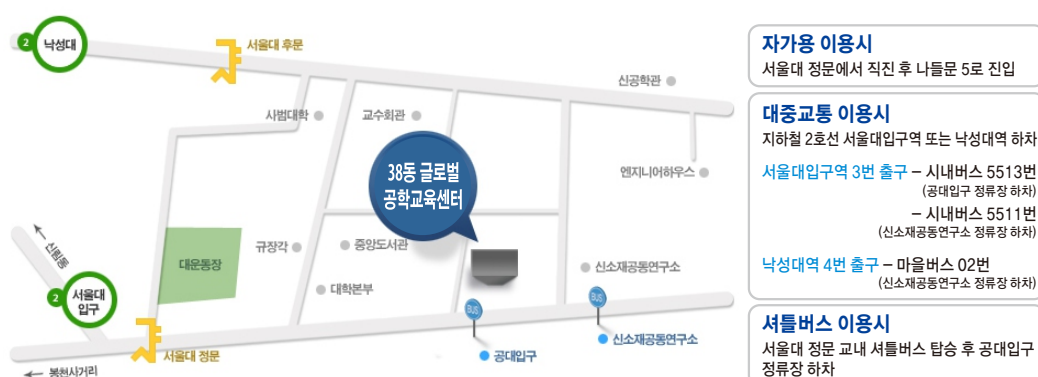 2 낙성대
서울대 후문
신공학관
사범대학
교수회관
엔지니어하우스
38동 글로벌
공학교육센터
신림동
대운동장
규장각
중앙도서관
신소재공동연구소
대학본부
2 서울대
입구
BUS
BUS
서울대 정문
공대입구
신소재공동연구소
봉천사거리
자가용 이용시
서울대 정문에서 직진 후 나들문 5로 진입
대중교통 이용시
지하철 2호선 서울대입구역 또는 낙성대역 하차
서울대입구역 3번 출구 – 시내버스 5513번
(공대입구 정류장 하차)
– 시내버스 5511번
(신소재공동연구소 정류장 하차)
낙성대역 4번 출구 – 마을버스 02번
(신소재공동연구소 정류장 하차)
셔틀버스 이용시
서울대 정문 교내 셔틀버스 탑승 후 공대입구
정류장 하차